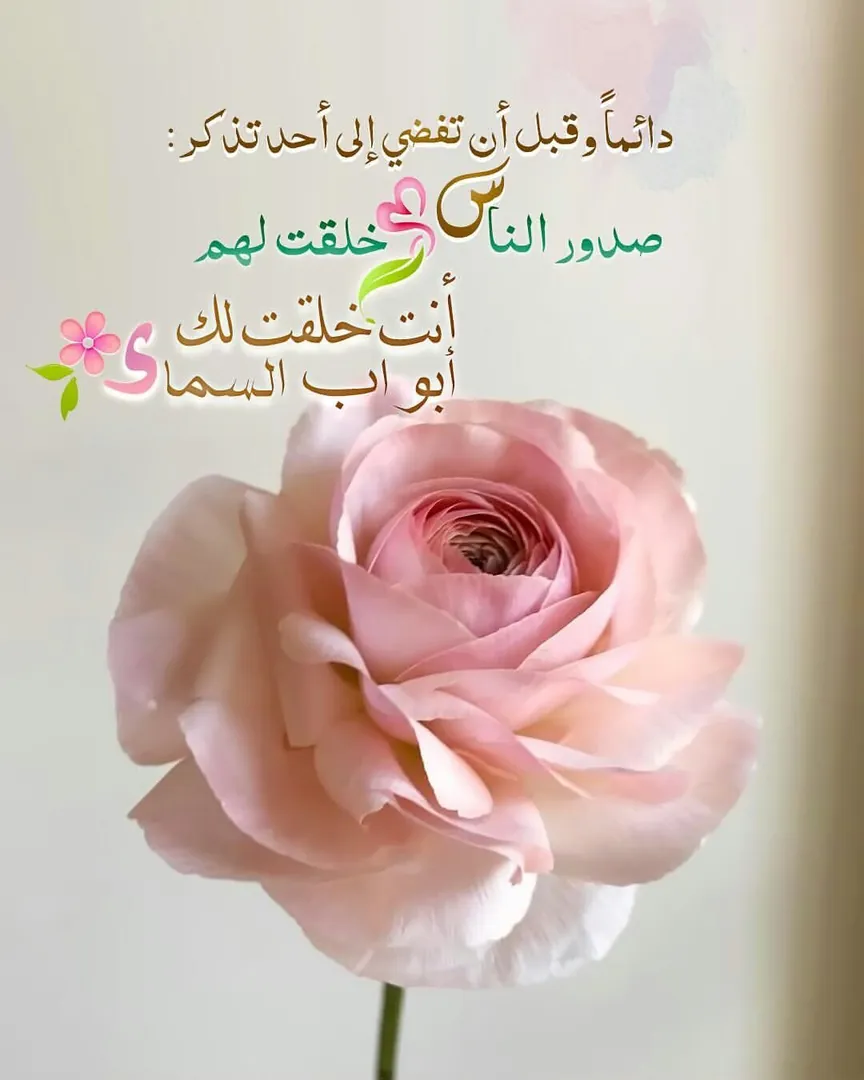 دائماً وقبل أن تفضي إلى أحد تذكر :
صدور الناس خلقت لهم
أنت خلقت لك
أبواب السماء